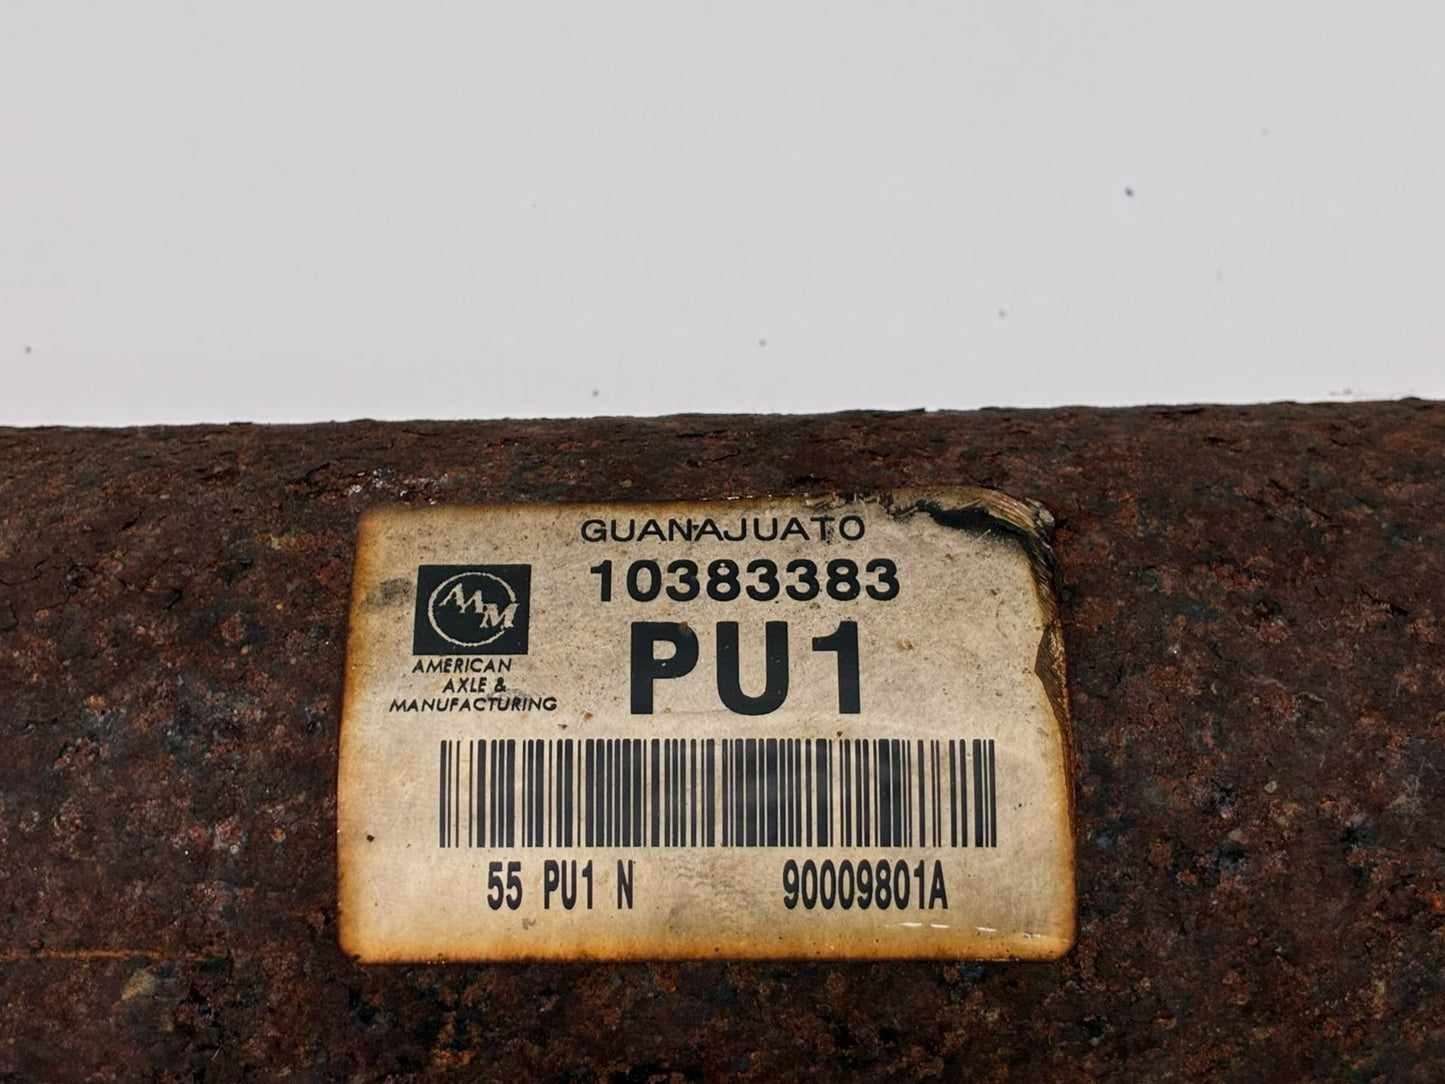 GUANAJUATO
10383383
PU1
AAM
AMERICAN
AXLE &
MANUFACTURING
55 PU1 N 90009801A